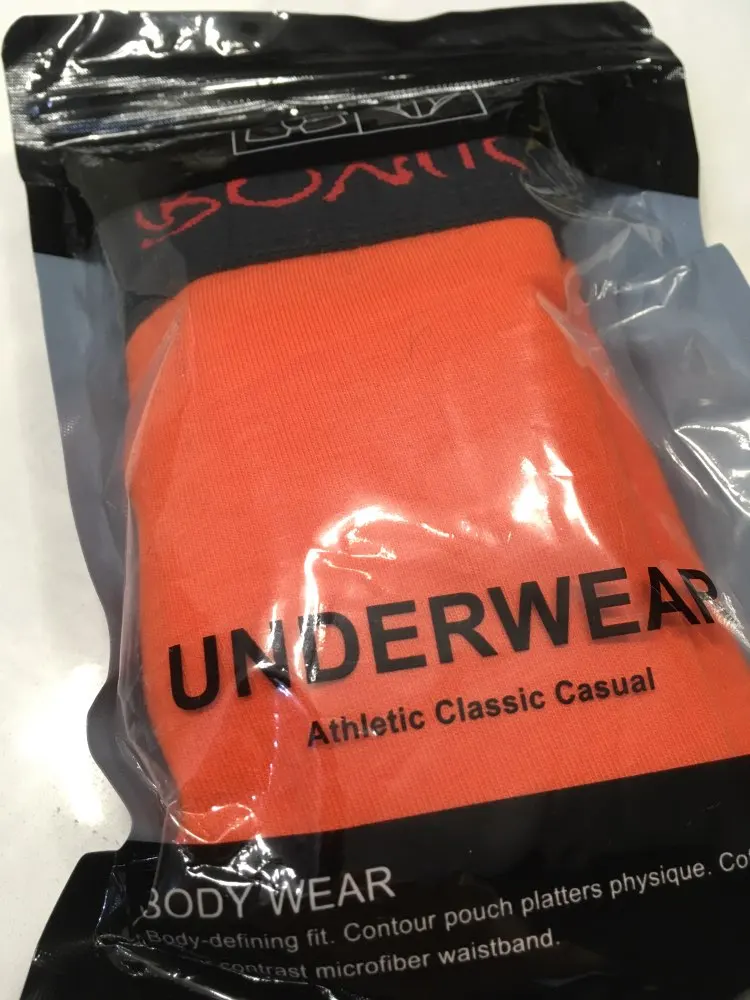 UNDERWEAR
Athletic Classic Casual
BODY WEAR
Body-defining fit. Contour pouch platters physique.
contrast microfiber waistband.